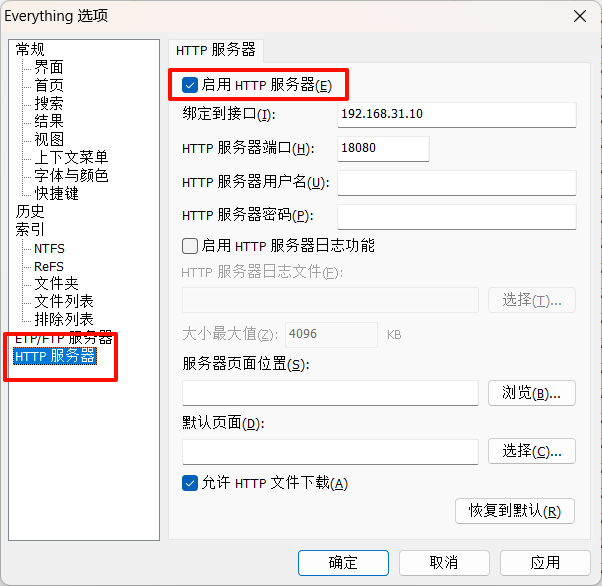 Everything 选项
常规
界面
首页
搜索
结果
视图
上下文菜单
字体与颜色
快捷键
历史
索引
NTFS
ReFS
文件夹
文件列表
排除列表
ETP/FTP 服务器
HTTP 服务器
HTTP 服务器
启用 HTTP 服务器(E)
绑定到接口(I): 192.168.31.10
HTTP 服务器端口(H): 18080
HTTP 服务器用户名(U):
HTTP 服务器密码(P):
启用 HTTP 服务器日志功能
HTTP 服务器日志文件(F):
选择(T)...
大小最大值(Z): 4096 KB
服务器页面位置(S):
浏览(B)...
默认页面(D):
选择(C)...
允许 HTTP 文件下载(A)
恢复到默认(R)
确定 取消 应用